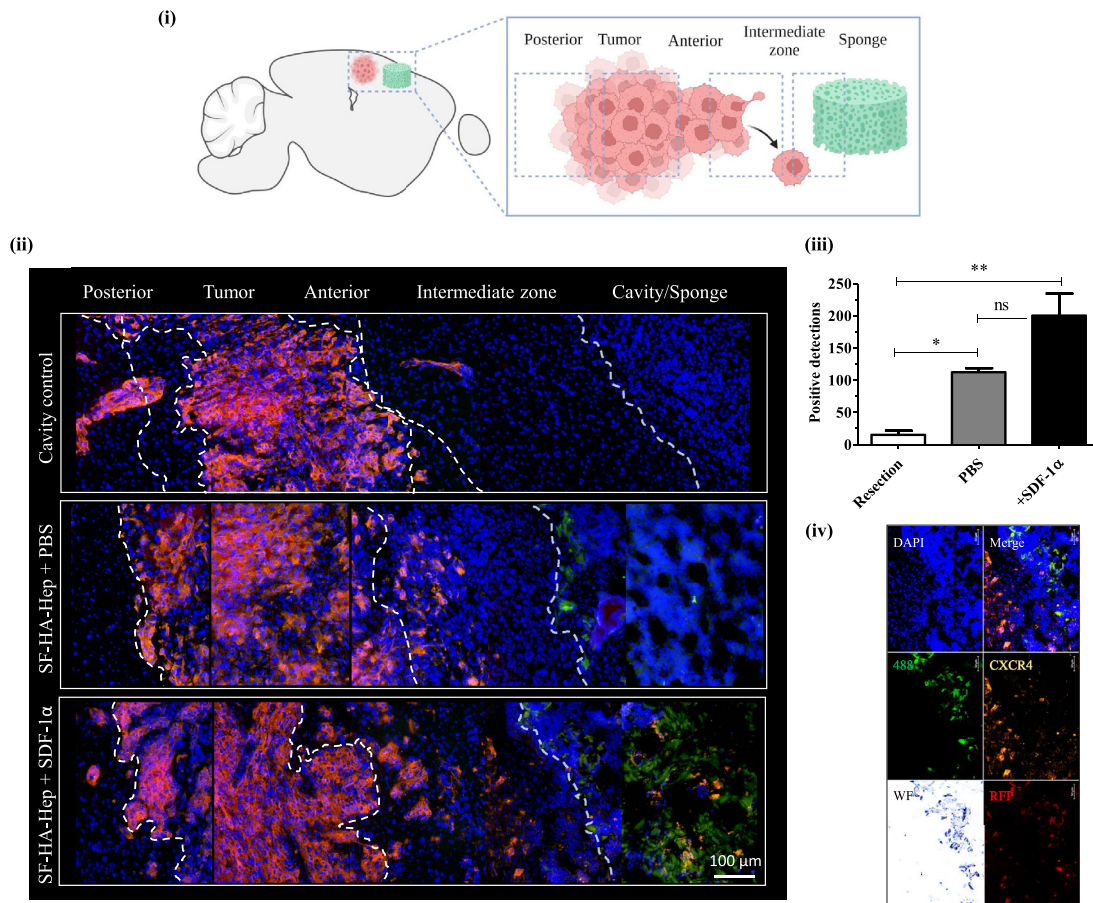 (i)
Posterior Tumor Anterior Intermediate zone Sponge
(ii)
Posterior Tumor Anterior Intermediate zone Cavity/Sponge
Cavity control
SF-HA-Hep + PBS
SF-HA-Hep + SDF-1α
100 µm
(iii)
**
ns
*
Positive detections
250
200
150
100
50
0
Resection PBS +SDF-1α
(iv)
DAPI Merge
488 CXCR4
WF RFP